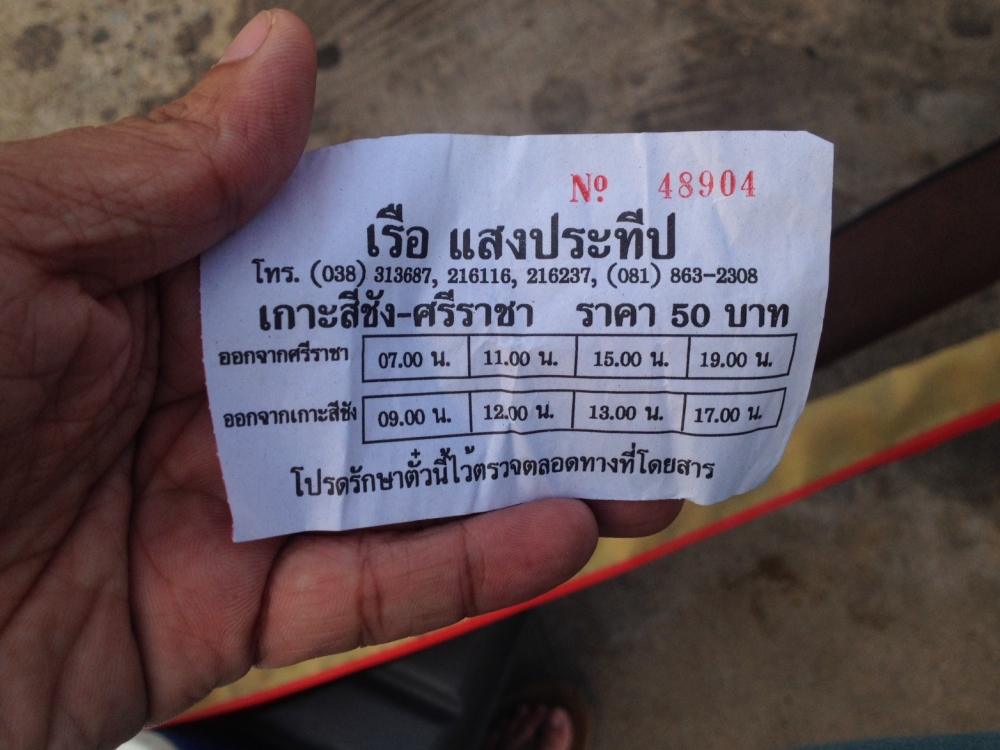 No 48904
เรือ แสงประทีป
โทร. (038) 313687, 216116, 216237, (081) 863-2308
เกาะสีชัง-ศรีราชา ราคา 50 บาท
ออกจากศรีราชา 07.00 น. 11.00 น. 15.00 น. 19.00 น.
ออกจากเกาะสีชัง 09.00 น. 12.00 น. 13.00 น. 17.00 น.
โปรดรักษาตั๋วนี้ไว้ตรวจตลอดทางที่โดยสาร